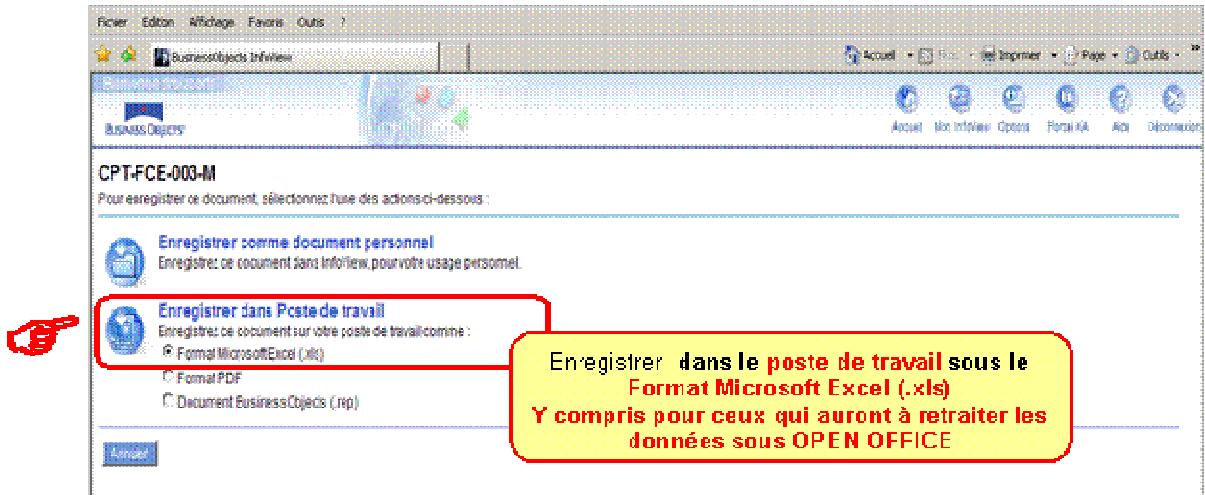 Fichier Edition Affichage Favoris Outils ?
BusinessObjects InfoView
Accueil Imprimer Page Outils
Business Objects
Accueil Mon InfoView Options Portail Aide Déconnexion
CPT-FCE-003-M
Pour enregistrer ce document, sélectionnez l'une des actions ci-dessous :
Enregistrer comme document personnel
Enregistrez ce document dans InfoView, pour votre usage personnel.
Enregistrer dans Poste de travail
Enregistrez ce document sur votre poste de travail comme :
Format Microsoft Excel (.xls)
Format PDF
Document BusinessObjects (.rep)
Annuler
Enregistrer dans le poste de travail sous le
Format Microsoft Excel (.xls)
Y compris pour ceux qui auront à retraiter les
données sous OPEN OFFICE